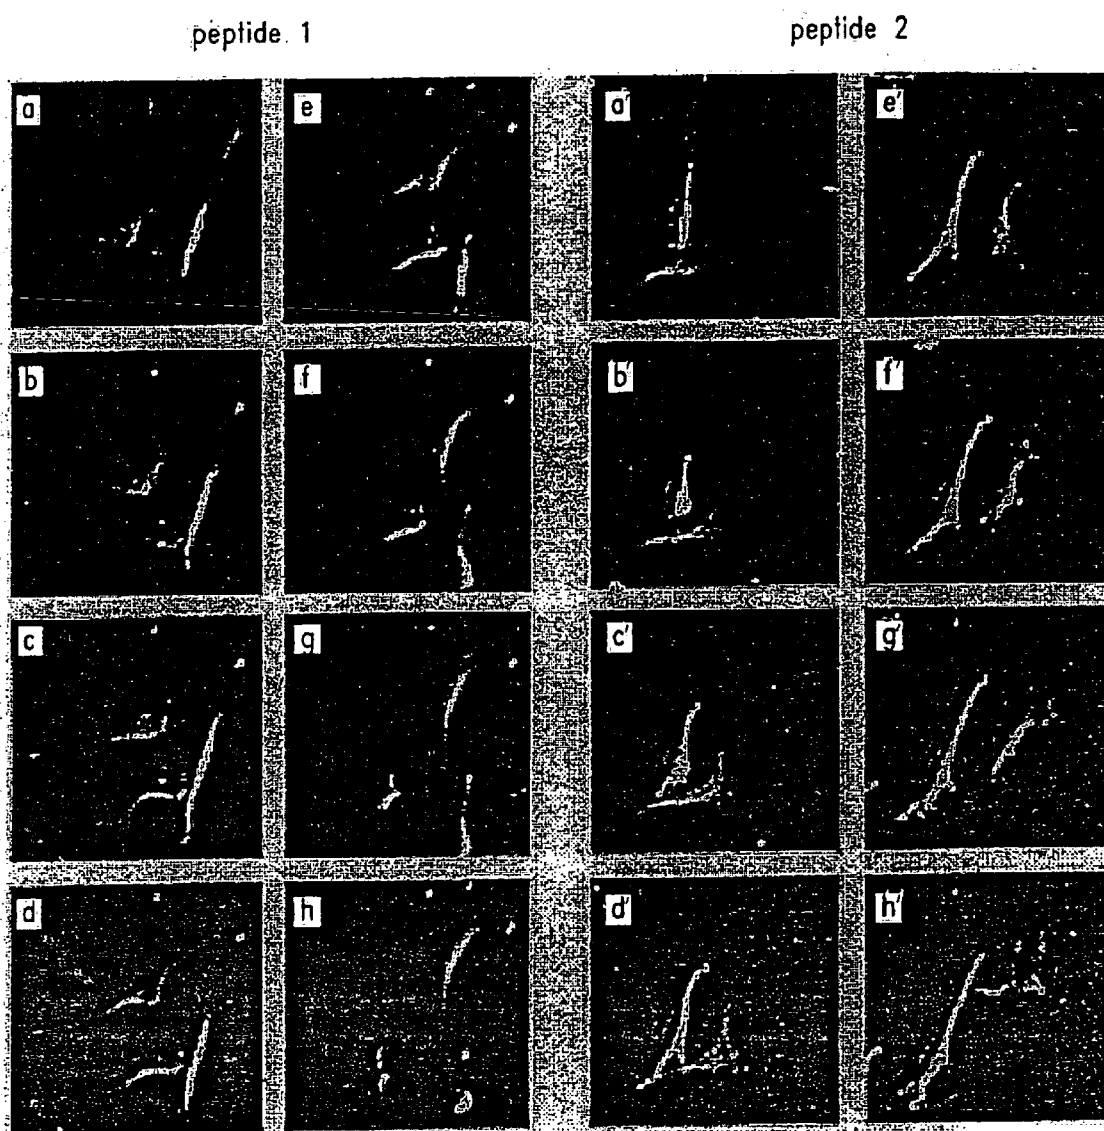 peptide 1 peptide 2
a e a' e'
b f b' f'
c g c' g'
d h d' h'